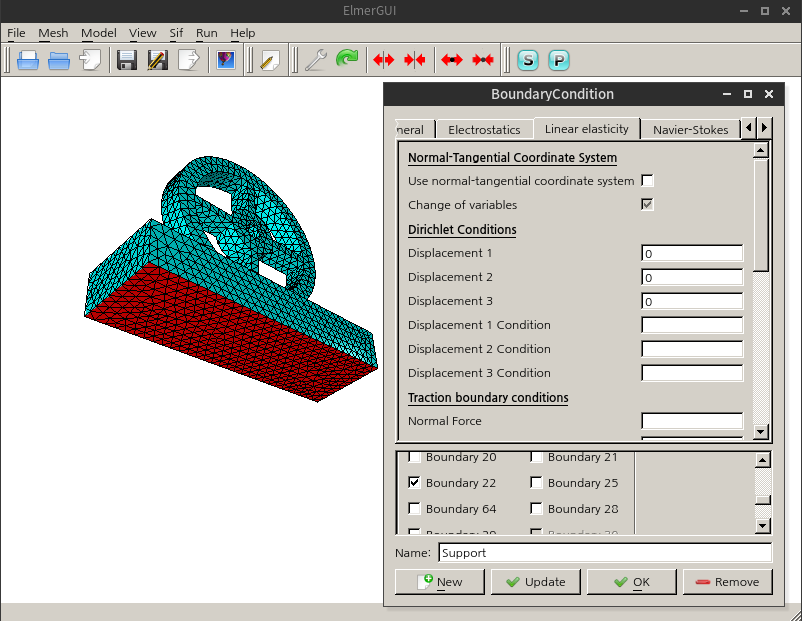 ElmerGUI
File Mesh Model View Sif Run Help
S P
BoundaryCondition
neral Electrostatics Linear elasticity Navier-Stokes
Normal-Tangential Coordinate System
Use normal-tangential coordinate system
Change of variables
Dirichlet Conditions
Displacement 1 0
Displacement 2 0
Displacement 3 0
Displacement 1 Condition
Displacement 2 Condition
Displacement 3 Condition
Traction boundary conditions
Normal Force
Boundary 20 Boundary 21
Boundary 22 Boundary 25
Boundary 64 Boundary 28
Name: Support
New Update OK Remove